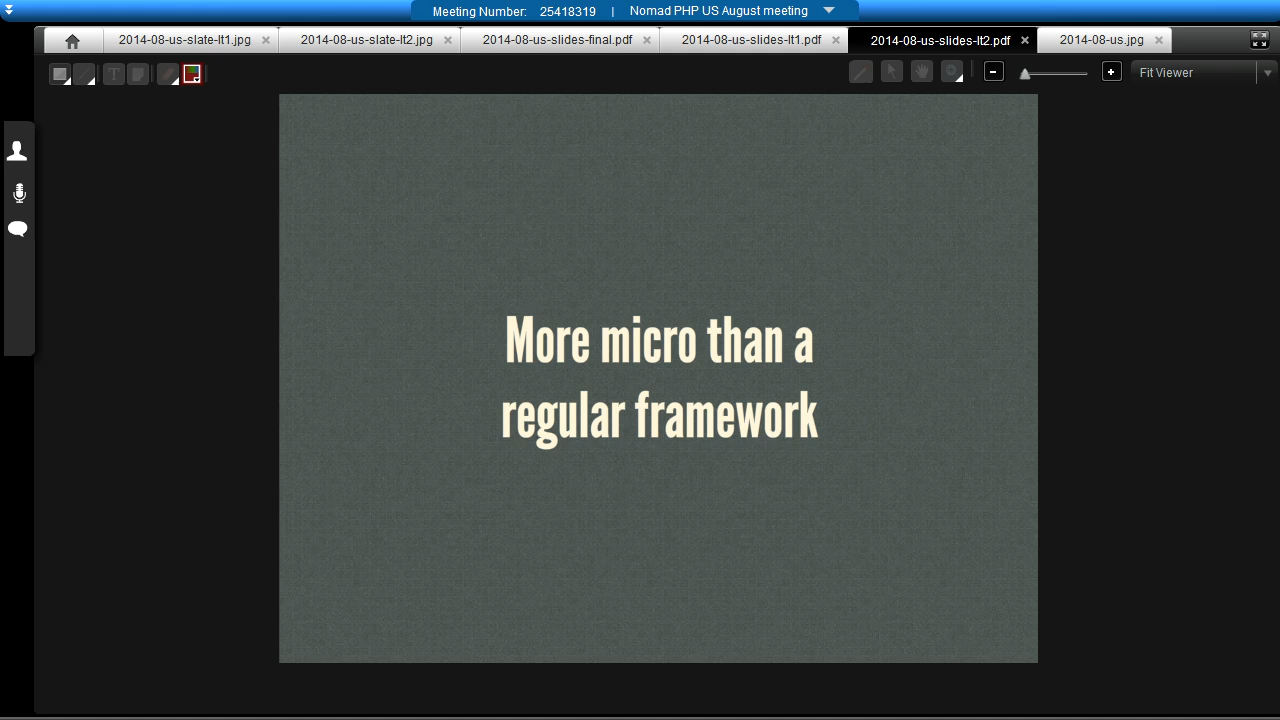 Meeting Number: 25418319 | Nomad PHP US August meeting
2014-08-us-slate-lt1.jpg 2014-08-us-slate-lt2.jpg 2014-08-us-slides-final.pdf 2014-08-us-slides-lt1.pdf 2014-08-us-slides-lt2.pdf 2014-08-us.jpg
T
Fit Viewer
More micro than a
regular framework